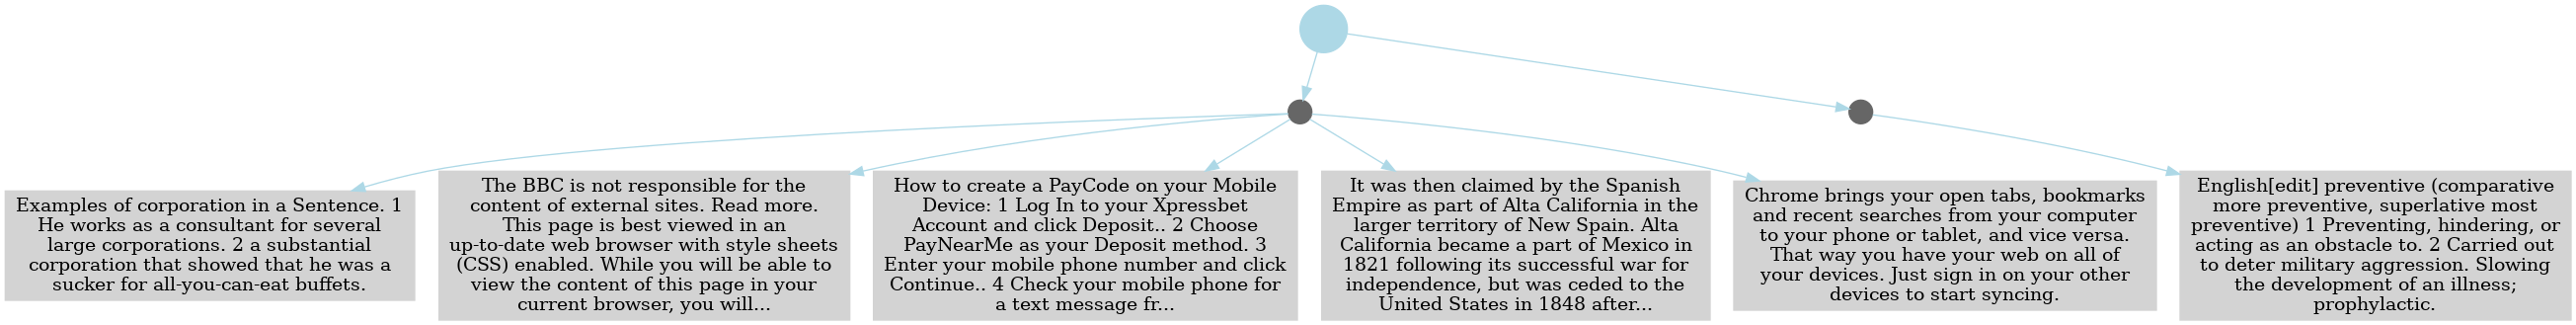 Examples of corporation in a Sentence. 1
He works as a consultant for several
large corporations. 2 a substantial
corporation that showed that he was a
sucker for all-you-can-eat buffets.
The BBC is not responsible for the
content of external sites. Read more.
This page is best viewed in an
up-to-date web browser with style sheets
(CSS) enabled. While you will be able to
view the content of this page in your
current browser, you will...
How to create a PayCode on your Mobile
Device: 1 Log In to your Xpressbet
Account and click Deposit.. 2 Choose
PayNearMe as your Deposit method. 3
Enter your mobile phone number and click
Continue.. 4 Check your mobile phone for
a text message fr...
It was then claimed by the Spanish
Empire as part of Alta California in the
larger territory of New Spain. Alta
California became a part of Mexico in
1821 following its successful war for
independence, but was ceded to the
United States in 1848 after...
Chrome brings your open tabs, bookmarks
and recent searches from your computer
to your phone or tablet, and vice versa.
That way you have your web on all of
your devices. Just sign in on your other
devices to start syncing.
English[edit] preventive (comparative
more preventive, superlative most
preventive) 1 Preventing, hindering, or
acting as an obstacle to. 2 Carried out
to deter military aggression. Slowing
the development of an illness;
prophylactic.